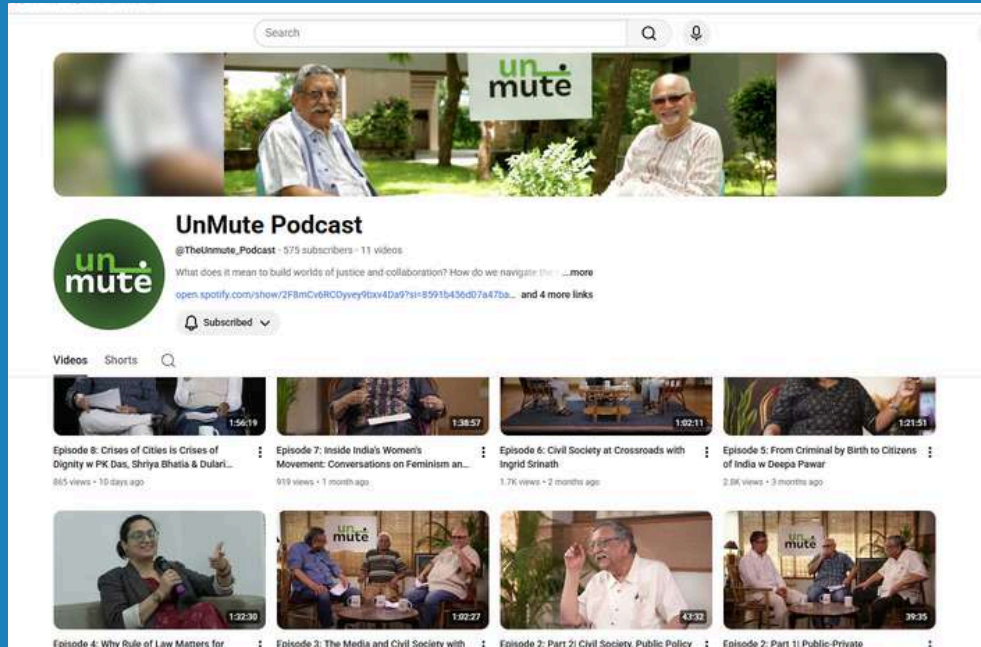 Search
un
mute
un
mute
UnMute Podcast
@TheUnmute_Podcast · 575 subscribers · 11 videos
What does it mean to build worlds of justice and collaboration? How do we navigate the ...more
open.spotify.com/show/2F8mCv6RCOyvey9bxv4Da9?si=8591b456d07a47ba... and 4 more links
Subscribed
Videos Shorts
1:56:19 1:38:57 1:02:11 1:21:51
Episode 8: Crises of Cities is Crises of Episode 7: Inside India's Women's Episode 6: Civil Society at Crossroads with Episode 5: From Criminal by Birth to Citizens
Dignity w PK Das, Shriya Bhatia & Dulari... Movement: Conversations on Feminism an... Ingrid Srinath of India w Deepa Pawar
865 views • 10 days ago 919 views • 1 month ago 1.7K views • 2 months ago 2.8K views • 3 months ago
un
mute
un
mute
1:32:30 1:02:27 43:32 39:35
Episode 4: Why Rule of Law Matters for Episode 3: The Media and Civil Society with Episode 2: Part 2| Civil Society, Public Policy Episode 2: Part 1| Public-Private